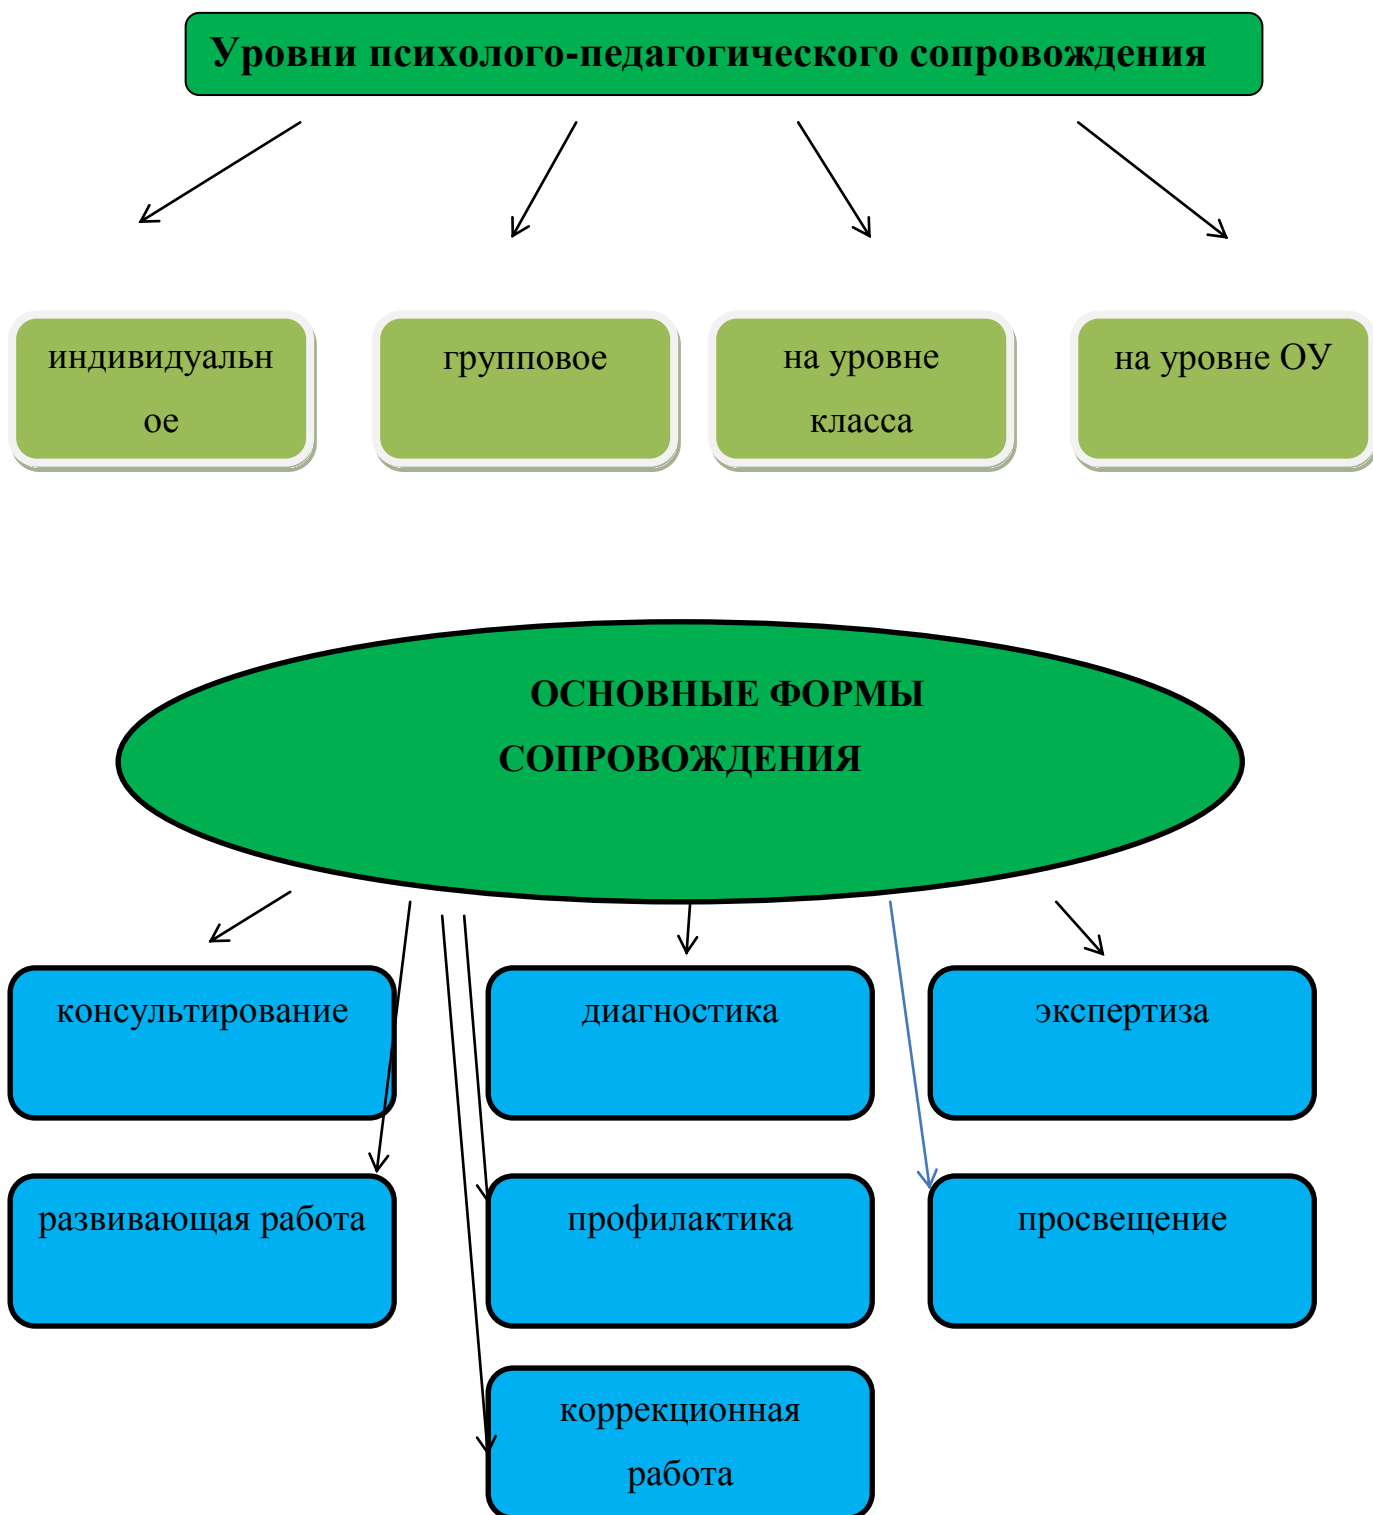 Уровни психолого-педагогического сопровождения
индивидуальн
ое
групповое
на уровне
класса
на уровне ОУ
ОСНОВНЫЕ ФОРМЫ
СОПРОВОЖДЕНИЯ
консультирование
диагностика
экспертиза
развивающая работа
профилактика
просвещение
коррекционная
работа